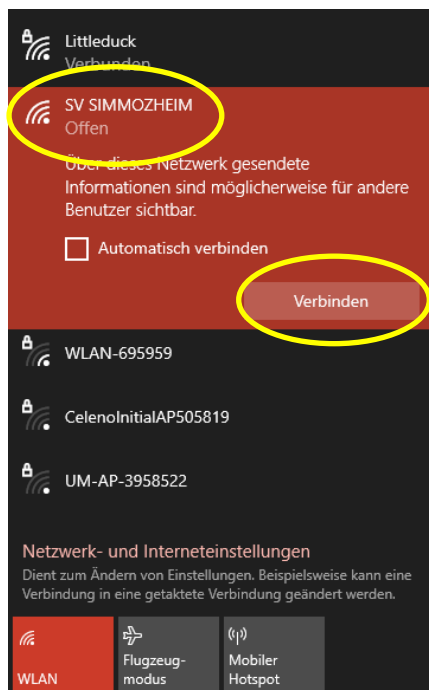 Littleduck
Verbunden
SV SIMMOZHEIM
Offen
Über dieses Netzwerk gesendete
Informationen sind möglicherweise für andere
Benutzer sichtbar.
Automatisch verbinden
Verbinden
WLAN-695959
CelenoInitialAP505819
UM-AP-3958522
Netzwerk- und Interneteinstellungen
Dient zum Ändern von Einstellungen. Beispielsweise kann eine
Verbindung in eine getaktete Verbindung geändert werden.
WLAN
Flugzeug-
modus
Mobiler
Hotspot